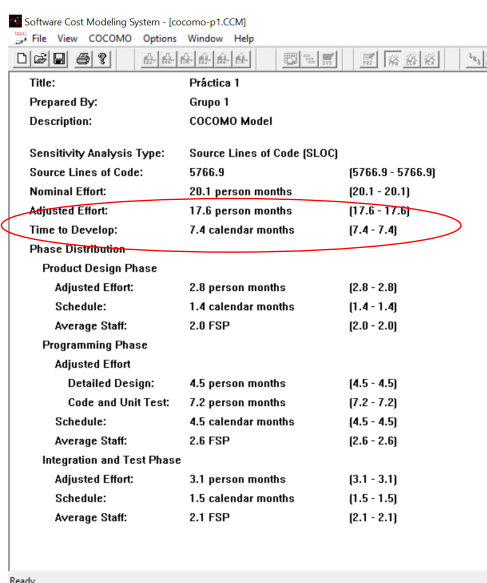 Software Cost Modeling System - [cocomo-p1.CCM]
File View COCOMO Options Window Help
Title: Práctica 1
Prepared By: Grupo 1
Description: COCOMO Model
Sensitivity Analysis Type: Source Lines of Code (SLOC)
Source Lines of Code: 5766.9 (5766.9 - 5766.9)
Nominal Effort: 20.1 person months (20.1 - 20.1)
Adjusted Effort: 17.6 person months (17.6 - 17.6)
Time to Develop: 7.4 calendar months (7.4 - 7.4)
Phase Distribution
Product Design Phase
Adjusted Effort: 2.8 person months (2.8 - 2.8)
Schedule: 1.4 calendar months (1.4 - 1.4)
Average Staff: 2.0 FSP (2.0 - 2.0)
Programming Phase
Adjusted Effort
Detailed Design: 4.5 person months (4.5 - 4.5)
Code and Unit Test: 7.2 person months (7.2 - 7.2)
Schedule: 4.5 calendar months (4.5 - 4.5)
Average Staff: 2.6 FSP (2.6 - 2.6)
Integration and Test Phase
Adjusted Effort: 3.1 person months (3.1 - 3.1)
Schedule: 1.5 calendar months (1.5 - 1.5)
Average Staff: 2.1 FSP (2.1 - 2.1)
Ready